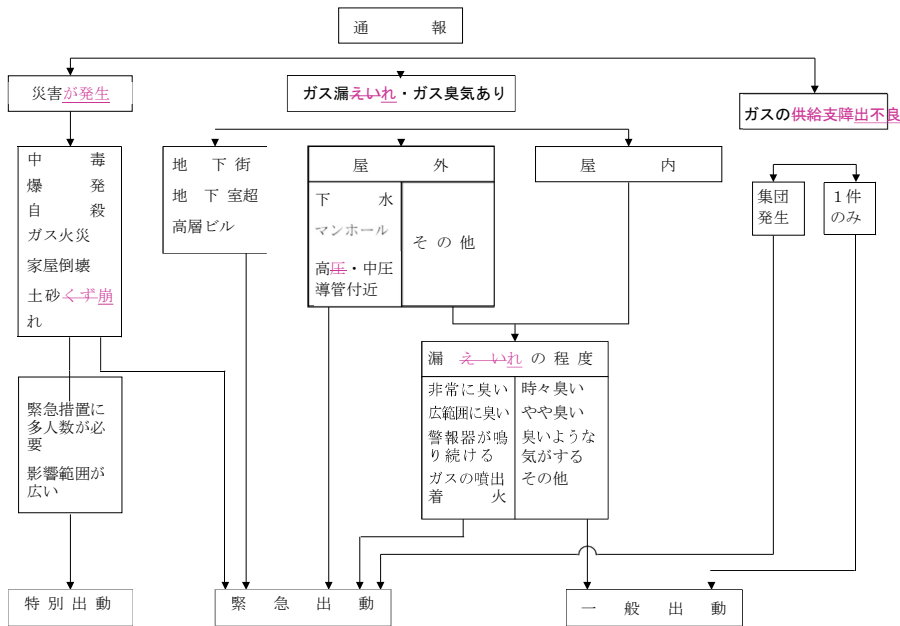 通報
災害が発生
ガス漏えいれ・ガス臭気あり
ガスの供給支障出不良
中毒
爆発
自殺
ガス火災
家屋倒壊
土砂くず崩
れ
地下街
地下室超
高層ビル
屋外
下水
マンホール
高圧・中圧
導管付近
その他
屋内
集団
発生
1件
のみ
漏えいれの程度
非常に臭い
広範囲に臭い
警報器が鳴
り続ける
ガスの噴出
着火
時々臭い
やや臭い
臭いような
気がする
その他
緊急措置に
多人数が必
要
影響範囲が
広い
特別出動
緊急出動
一般出動